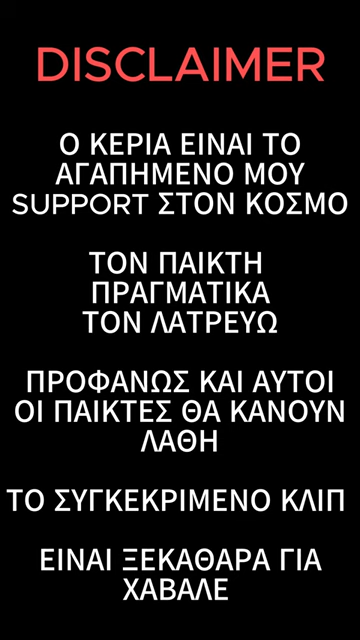 DISCLAIMER
Ο ΚΕΡΙΑ ΕΙΝΑΙ ΤΟ
ΑΓΑΠΗΜΕΝΟ ΜΟΥ
SUPPORT ΣΤΟΝ ΚΟΣΜΟ
ΤΟΝ ΠΑΙΚΤΗ
ΠΡΑΓΜΑΤΙΚΑ
ΤΟΝ ΛΑΤΡΕΥΩ
ΠΡΟΦΑΝΩΣ ΚΑΙ ΑΥΤΟΙ
ΟΙ ΠΑΙΚΤΕΣ ΘΑ ΚΑΝΟΥΝ
ΛΑΘΗ
ΤΟ ΣΥΓΚΕΚΡΙΜΕΝΟ ΚΛΙΠ
ΕΙΝΑΙ ΞΕΚΑΘΑΡΑ ΓΙΑ
ΧΑΒΑΛΕ